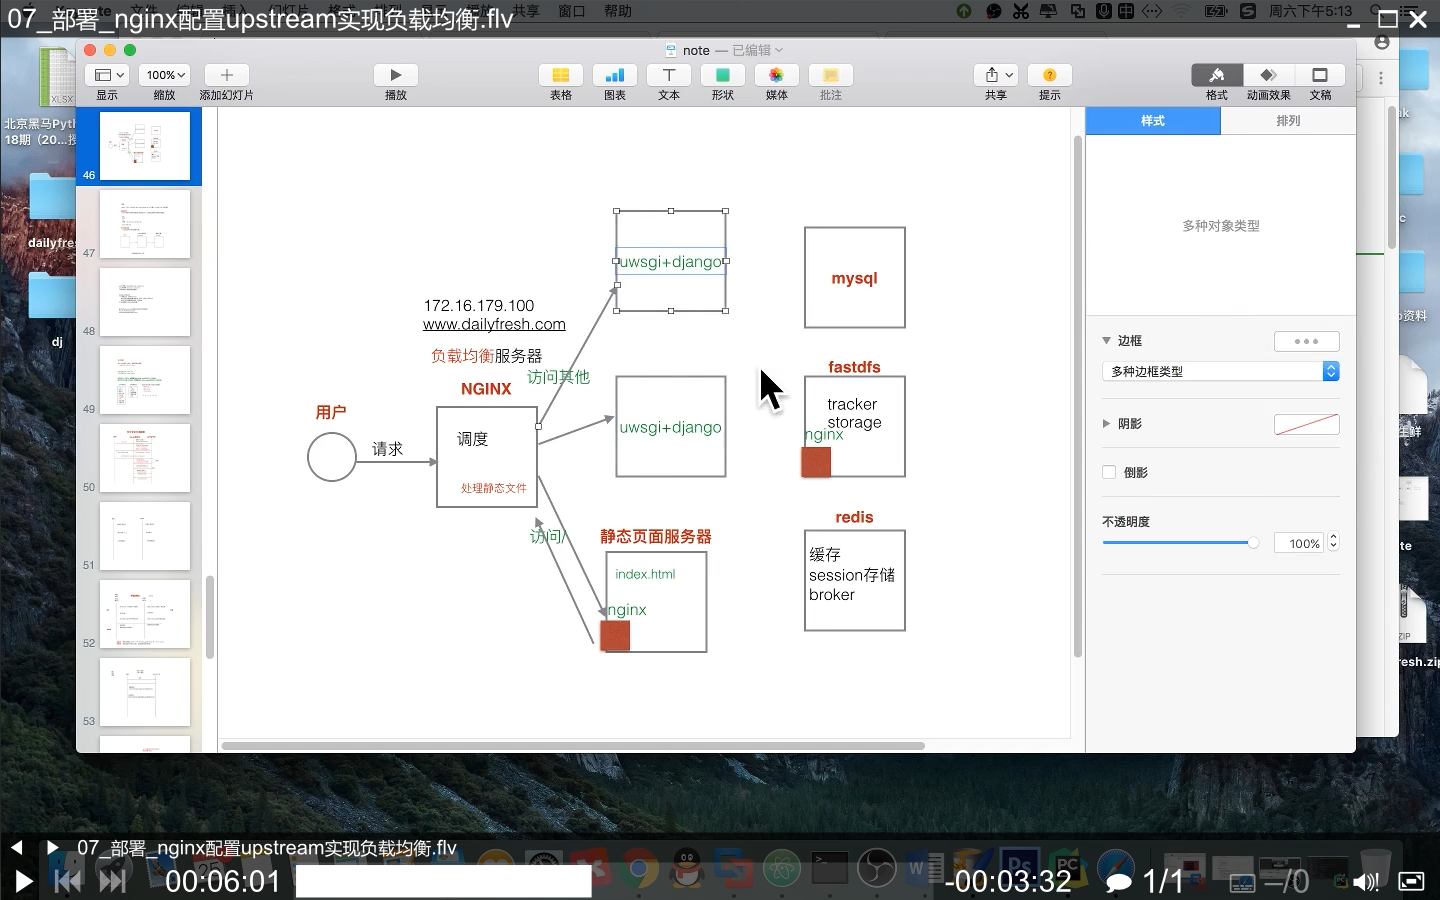 07_部署_nginx配置upstream实现负载均衡.flv
共享 窗口 帮助
周六下午5:13
note — 已编辑
100%
显示 缩放 添加幻灯片 播放 表格 图表 文本 形状 媒体 批注 共享 提示 格式 动画效果 文稿
XLSX
北京黑马Pyth
18期（20...授
dailyfres
dj
46
47
48
49
50
51
52
53
uwsgi+django
mysql
172.16.179.100
www.dailyfresh.com
负载均衡服务器
访问其他
NGINX
fastdfs
tracker
storage
nginx
用户
请求
调度
处理静态文件
uwsgi+django
访问/
静态页面服务器
index.html
nginx
redis
缓存
session存储
broker
样式
排列
多种对象类型
边框
多种边框类型
阴影
倒影
不透明度
100%
资料
生鲜
ZIP
resh.zip
07_部署_nginx配置upstream实现负载均衡.flv
00:06:01
-00:03:32
1/1
–/0